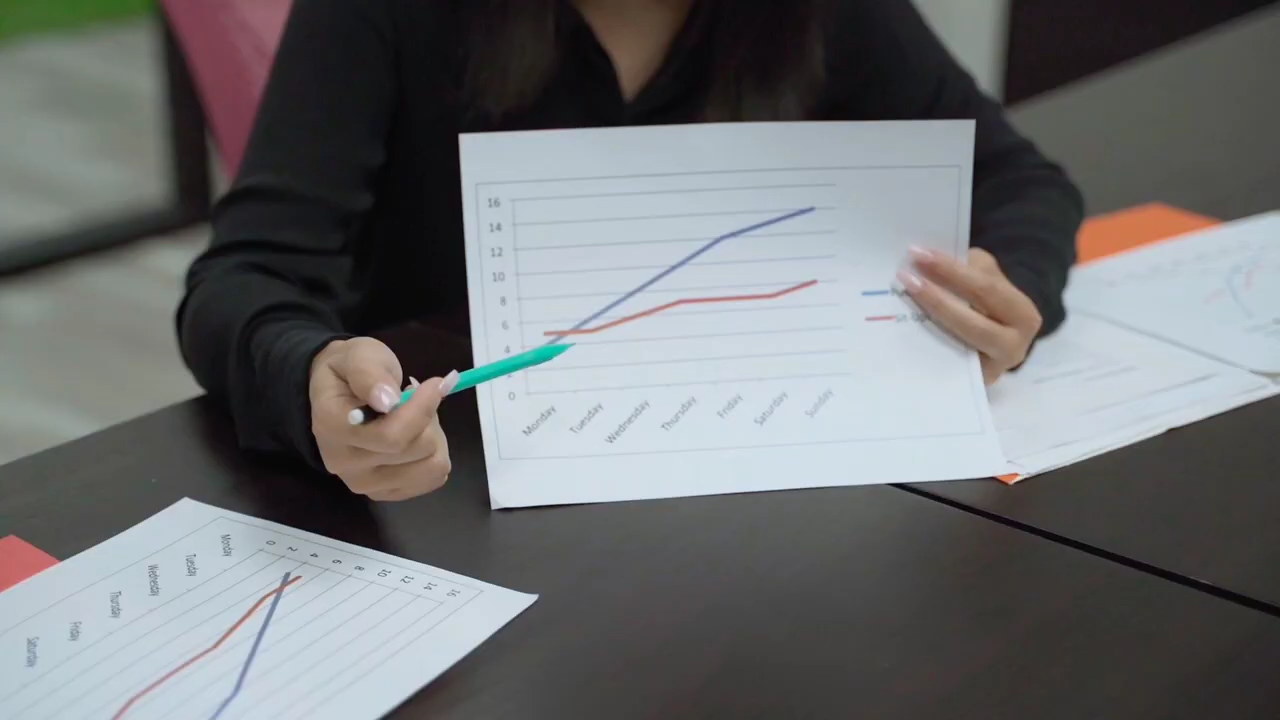 16
14
12
10
8
6
4
0
Monday Tuesday Wednesday Thursday Friday Saturday Sunday
0 2 4 6 8 10 12 14 16
Monday
Tuesday
Wednesday
Thursday
Friday
Saturday